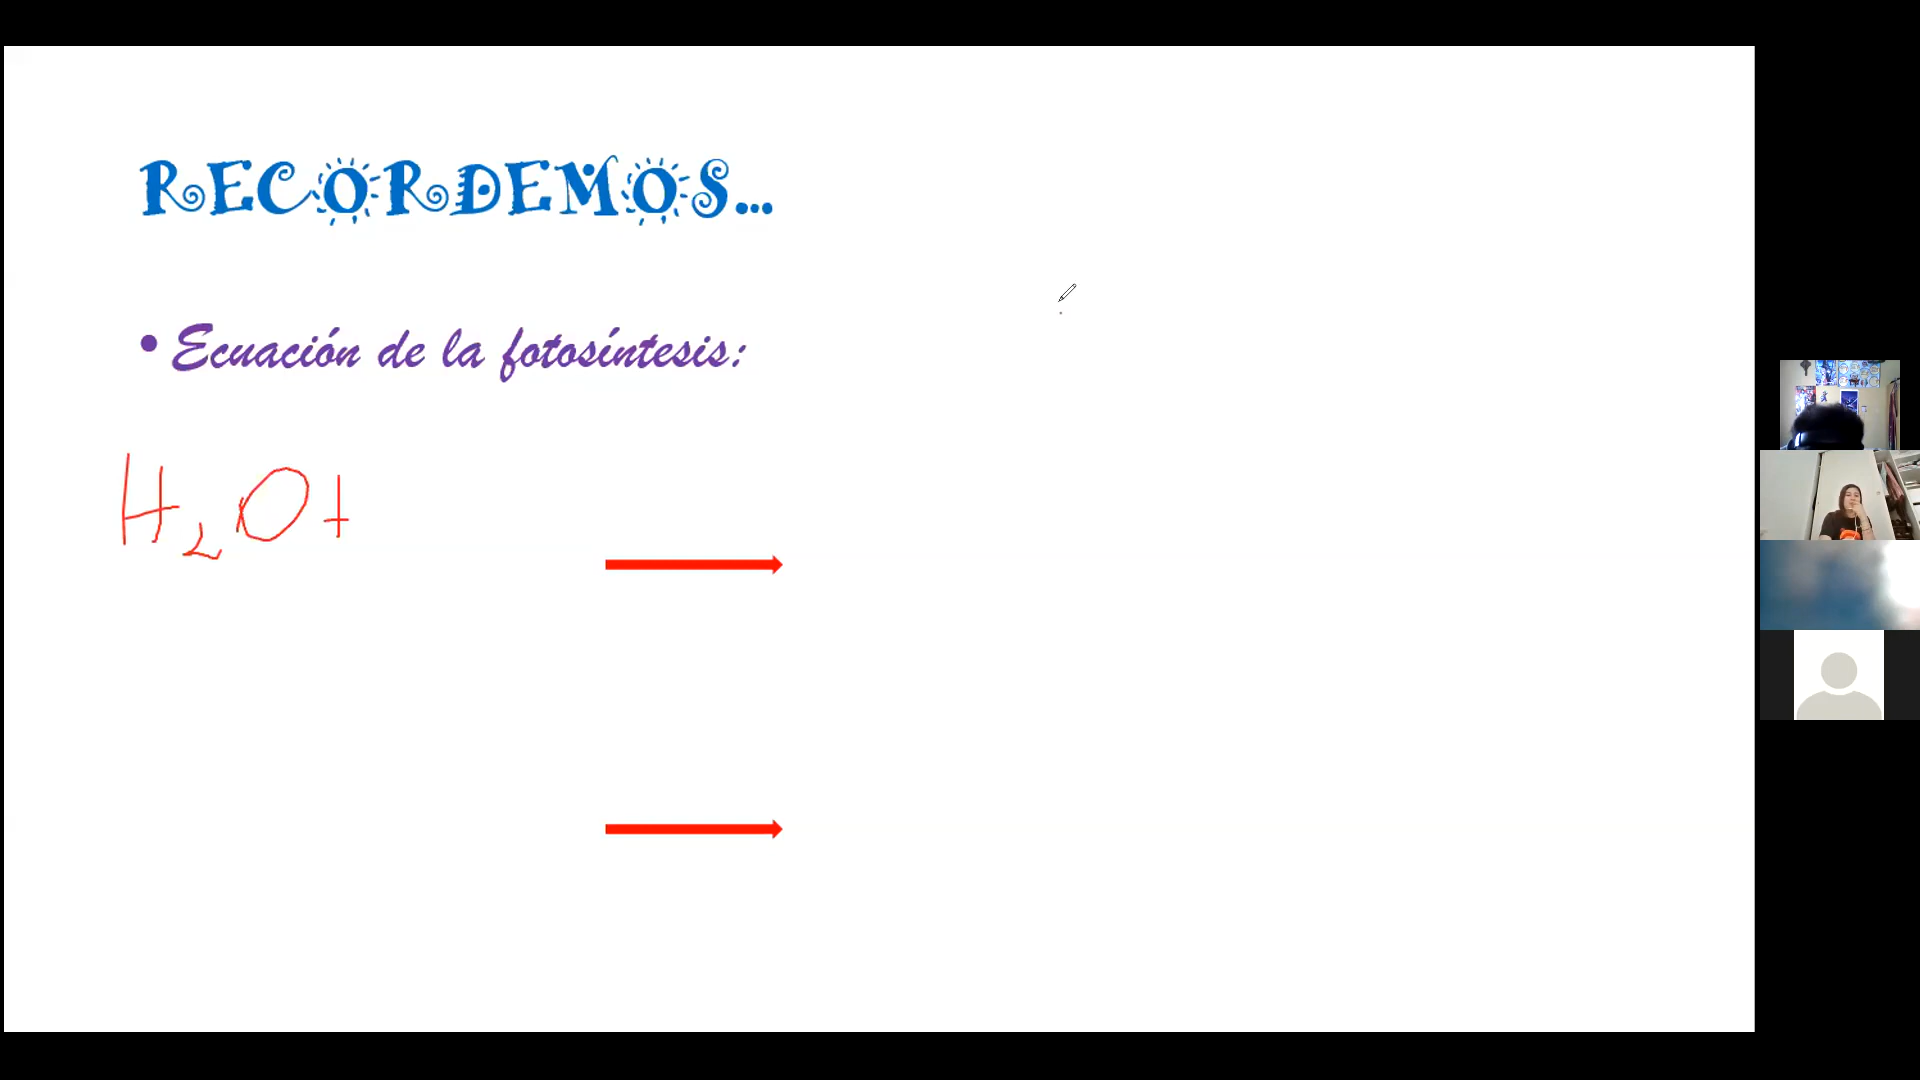 RECORDEMOS...
• Ecuación de la fotosíntesis:
H₂O+